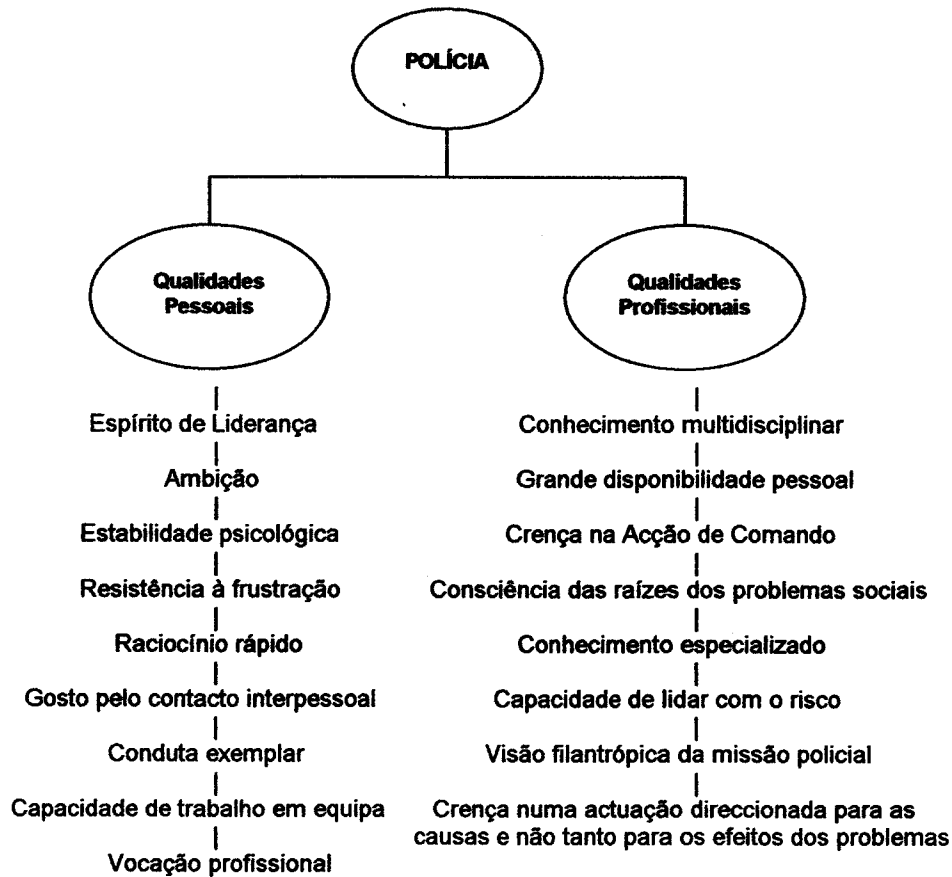 POLÍCIA
Qualidades
Pessoais
Espírito de Liderança
Ambição
Estabilidade psicológica
Resistência à frustração
Raciocínio rápido
Gosto pelo contacto interpessoal
Conduta exemplar
Capacidade de trabalho em equipa
Vocação profissional
Qualidades
Profissionais
Conhecimento multidisciplinar
Grande disponibilidade pessoal
Crença na Acção de Comando
Consciência das raízes dos problemas sociais
Conhecimento especializado
Capacidade de lidar com o risco
Visão filantrópica da missão policial
Crença numa actuação direccionada para as
causas e não tanto para os efeitos dos problemas